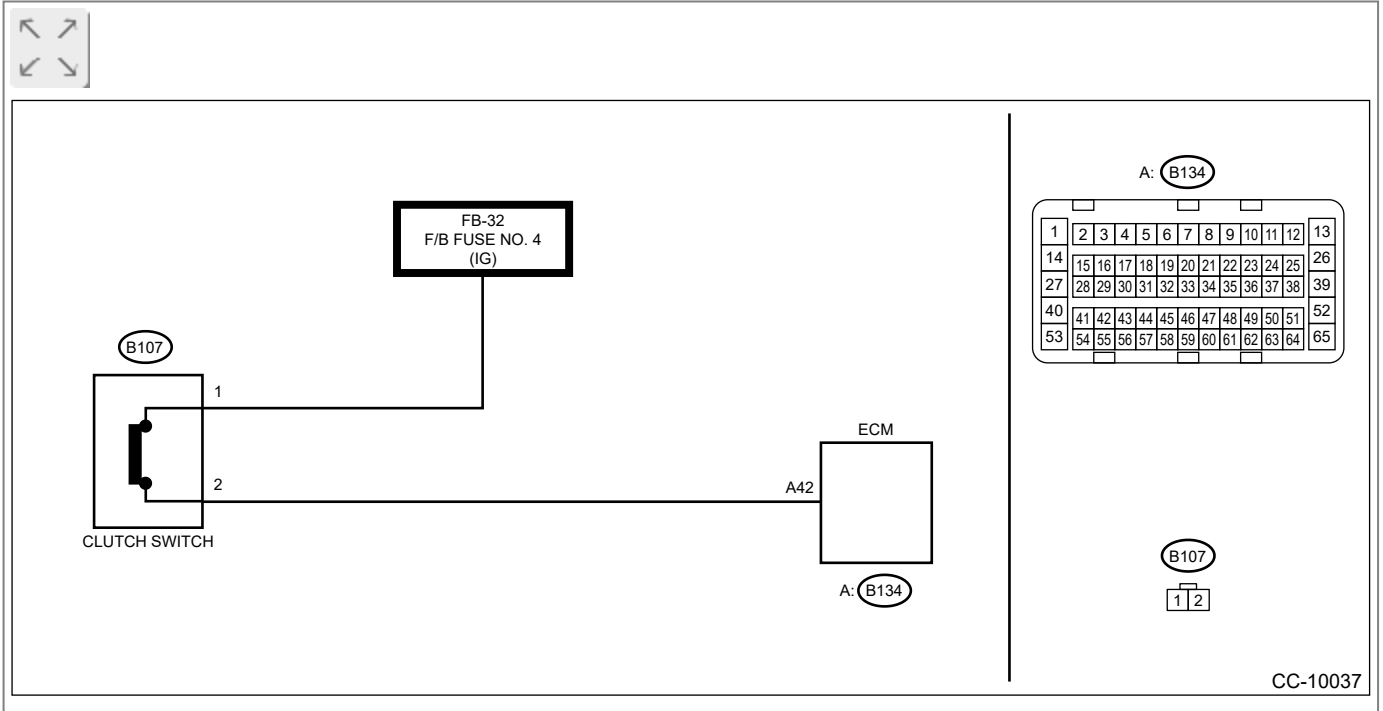 FB-32
F/B FUSE NO. 4
(IG)
B107
1
2
CLUTCH SWITCH
ECM
A42
A: B134
A: B134
1 2 3 4 5 6 7 8 9 10 11 12 13
14 15 16 17 18 19 20 21 22 23 24 25 26
27 28 29 30 31 32 33 34 35 36 37 38 39
40 41 42 43 44 45 46 47 48 49 50 51 52
53 54 55 56 57 58 59 60 61 62 63 64 65
B107
1 2
CC-10037